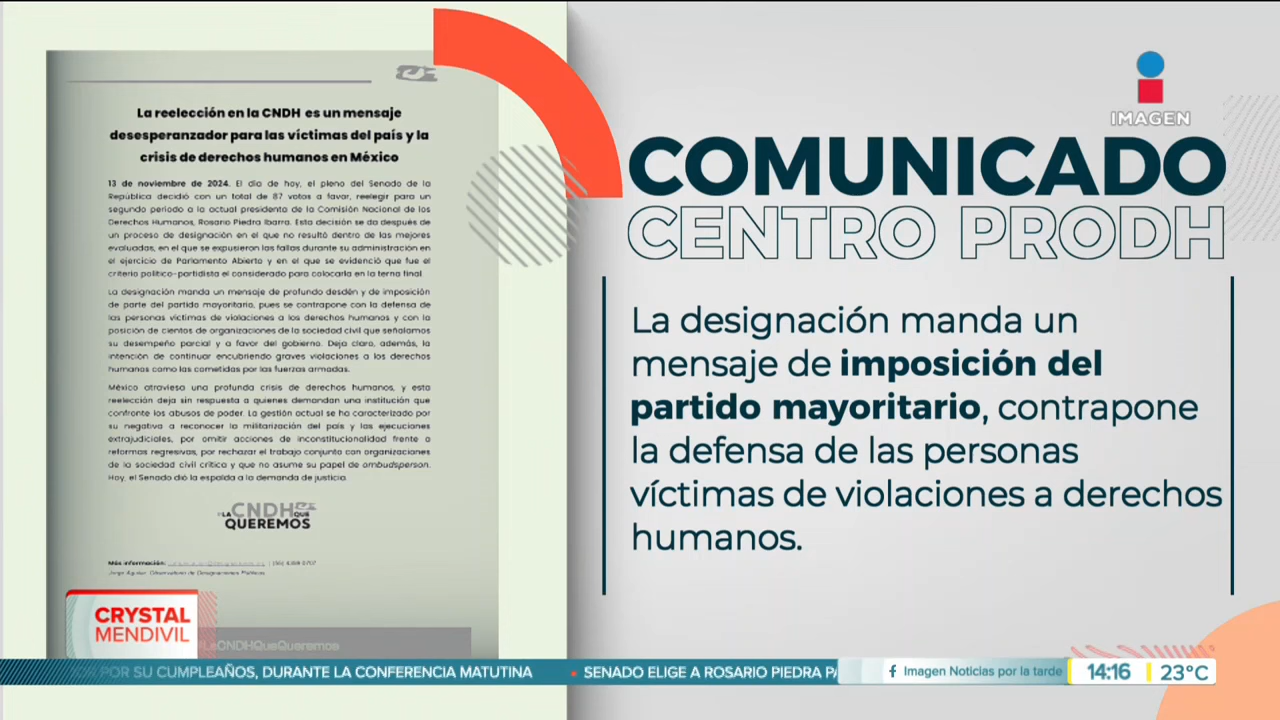 La reelección en la CNDH es un mensaje
desesperanzador para las víctimas del país y la
crisis de derechos humanos en México
13 de noviembre de 2024. El día de hoy, el pleno del Senado de la
República decidió con un total de 87 votos a favor, reelegir para un
segundo periodo a la actual presidenta de la Comisión Nacional de los
Derechos Humanos, Rosario Piedra Ibarra. Esta decisión se da después de
un proceso de designación en el que no resultó dentro de las mejores
evaluadas, en el que se expusieron las fallas durante su administración en
el ejercicio de Parlamento Abierto y en el que se evidenció que fue el
criterio político-partidista el considerado para colocarla en la terna final.
La designación manda un mensaje de profundo desdén y de imposición
de parte del partido mayoritario, pues se contrapone con la defensa de
las personas víctimas de violaciones a los derechos humanos y con la
posición de cientos de organizaciones de la sociedad civil que señalamos
su desempeño parcial y a favor del gobierno. Deja claro, además, la
intención de continuar encubriendo graves violaciones a los derechos
humanos como las cometidas por las fuerzas armadas.
México atraviesa una profunda crisis de derechos humanos, y esta
reelección deja sin respuesta a quienes demandan una institución que
confronte los abusos de poder. La gestión actual se ha caracterizado por
su negativa a reconocer la militarización del país y las ejecuciones
extrajudiciales, por omitir acciones de inconstitucionalidad frente a
reformas regresivas, por rechazar el trabajo conjunto con organizaciones
de la sociedad civil crítica y que no asume su papel de ombudsperson.
Hoy, el Senado dió la espalda a la demanda de justicia.
#LA CNDH QUE
QUEREMOS
Más información: | (55) 4389 0707
Jorge Aguilar, Observatorio de Designaciones Públicas
#LaCNDHQueQueremos
IMAGEN
COMUNICADO
CENTRO PRODH
La designación manda un
mensaje de imposición del
partido mayoritario, contrapone
la defensa de las personas
víctimas de violaciones a derechos
humanos.
CRYSTAL
MENDIVIL
POR SU CUMPLEAÑOS, DURANTE LA CONFERENCIA MATUTINA • SENADO ELIGE A ROSARIO PIEDRA
Imagen Noticias por la tarde
14:16 23°C